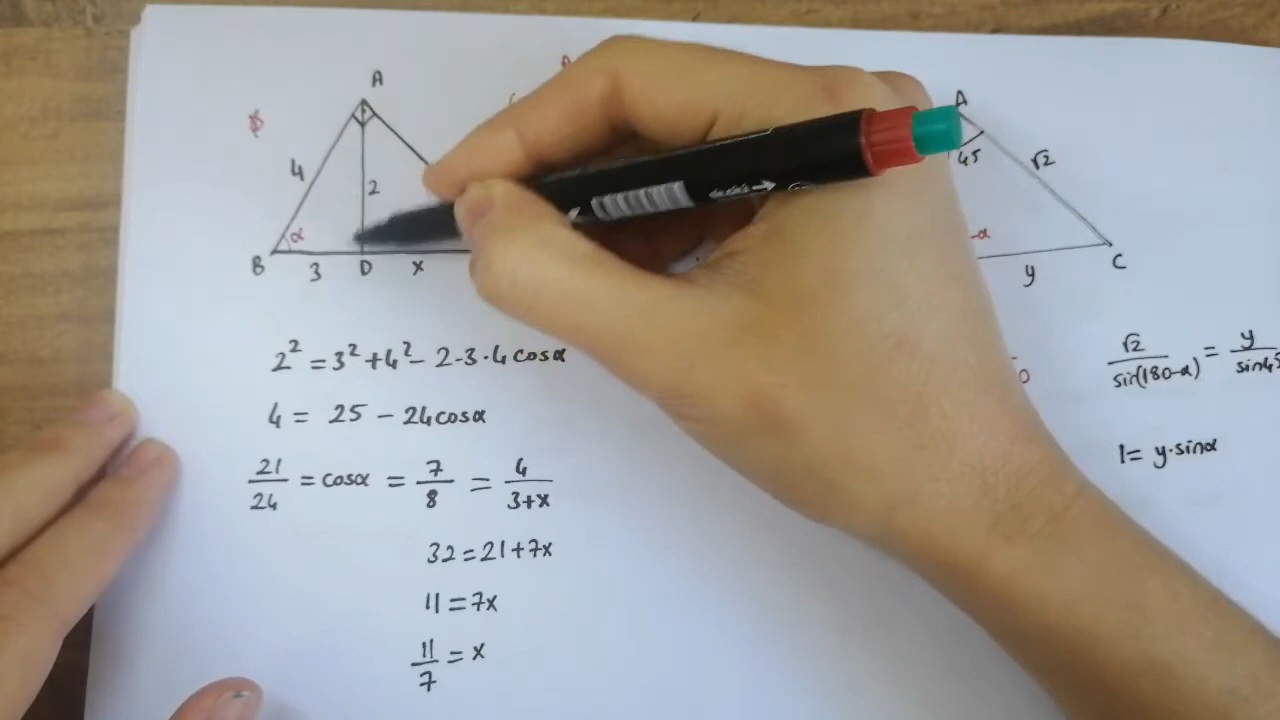 A
4
2
α
B
3
D
x
2² = 3² + 4² - 2·3·4 cosα
4 = 25 - 24cosα
21/24 = cosα = 7/8 = 4/(3+x)
32 = 21 + 7x
11 = 7x
11/7 = x
A
45
√2
-α
y
C
√2/sin(180-α) = y/sin45
1 = y·sinα